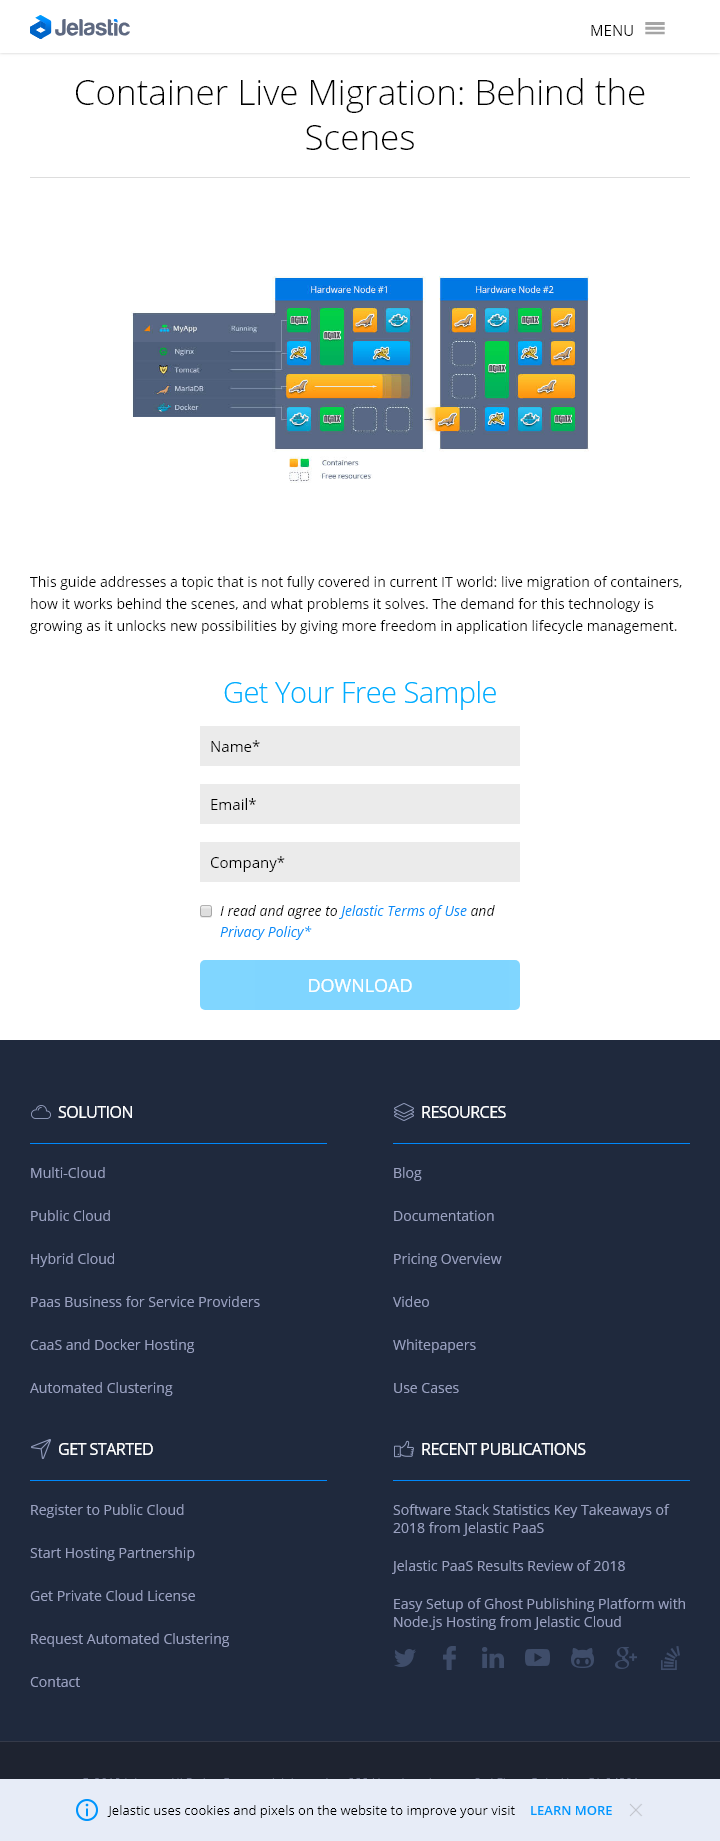 Jelastic
MENU
Container Live Migration: Behind the
Scenes
Hardware Node #1
Hardware Node #2
MyApp Running
Nginx
Tomcat
MariaDB
Docker
NGINX
NGINX
NGINX
NGINX
NGINX
NGINX
Containers
Free resources
This guide addresses a topic that is not fully covered in current IT world: live migration of containers,
how it works behind the scenes, and what problems it solves. The demand for this technology is
growing as it unlocks new possibilities by giving more freedom in application lifecycle management.
Get Your Free Sample
Name*
Email*
Company*
I read and agree to Jelastic Terms of Use and
Privacy Policy*
DOWNLOAD
SOLUTION
Multi-Cloud
Public Cloud
Hybrid Cloud
Paas Business for Service Providers
CaaS and Docker Hosting
Automated Clustering
RESOURCES
Blog
Documentation
Pricing Overview
Video
Whitepapers
Use Cases
GET STARTED
Register to Public Cloud
Start Hosting Partnership
Get Private Cloud License
Request Automated Clustering
Contact
RECENT PUBLICATIONS
Software Stack Statistics Key Takeaways of
2018 from Jelastic PaaS
Jelastic PaaS Results Review of 2018
Easy Setup of Ghost Publishing Platform with
Node.js Hosting from Jelastic Cloud
Jelastic uses cookies and pixels on the website to improve your visit LEARN MORE